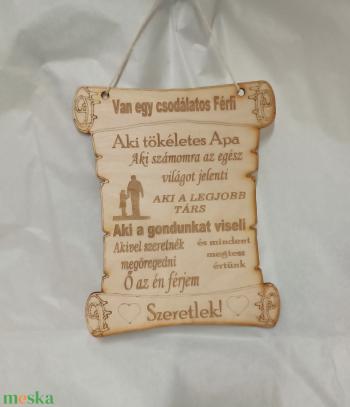 Van egy csodálatos Férfi
Aki tökéletes Apa
Aki számomra az egész
világot jelenti
AKI A LEGJOBB
TÁRS
Aki a gondunkat viseli
Akivel szeretnék
megöregedni
és mindent
megtesz
értünk
Ő az én férjem
Szeretlek!
meska